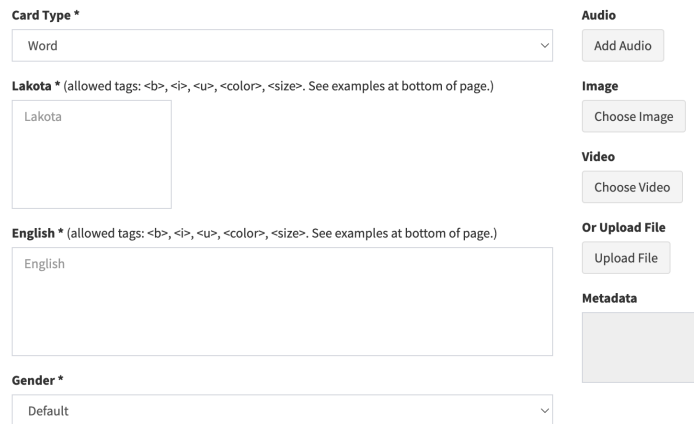 Card Type *
Word
Lakota * (allowed tags: <b>, <i>, <u>, <color>, <size>. See examples at bottom of page.)
Lakota
English * (allowed tags: <b>, <i>, <u>, <color>, <size>. See examples at bottom of page.)
English
Gender *
Default
Audio
Add Audio
Image
Choose Image
Video
Choose Video
Or Upload File
Upload File
Metadata